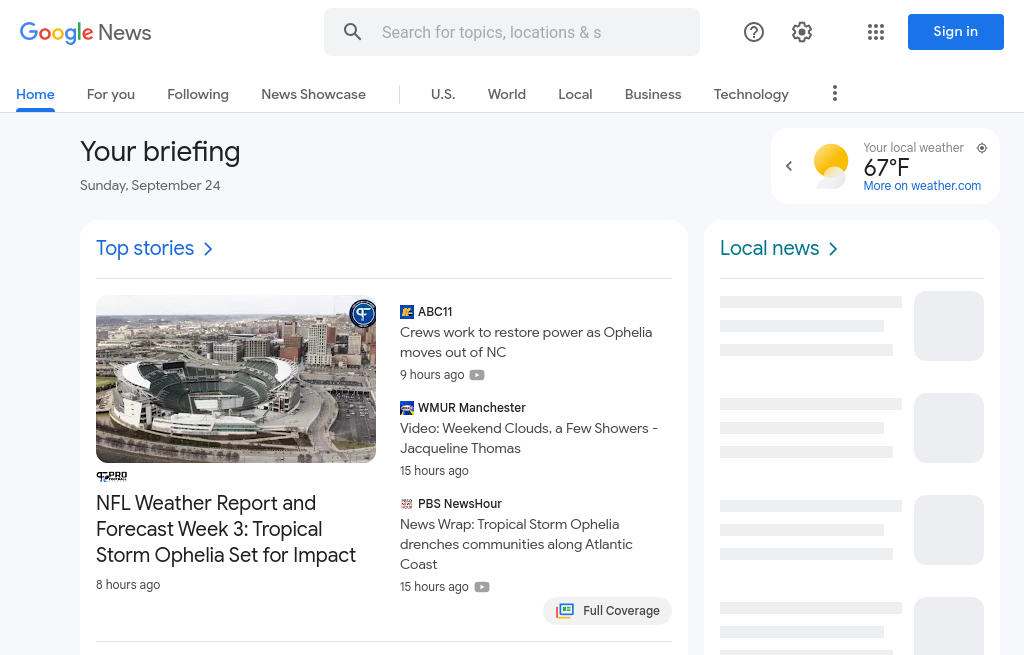 Google News
Search for topics, locations & s
Sign in
Home
For you
Following
News Showcase
U.S.
World
Local
Business
Technology
Your briefing
Sunday, September 24
Your local weather
67°F
More on weather.com
Top stories
Local news
PRO
NFL Weather Report and
Forecast Week 3: Tropical
Storm Ophelia Set for Impact
8 hours ago
ABC11
Crews work to restore power as Ophelia
moves out of NC
9 hours ago
WMUR Manchester
Video: Weekend Clouds, a Few Showers -
Jacqueline Thomas
15 hours ago
PBS NewsHour
News Wrap: Tropical Storm Ophelia
drenches communities along Atlantic
Coast
15 hours ago
Full Coverage